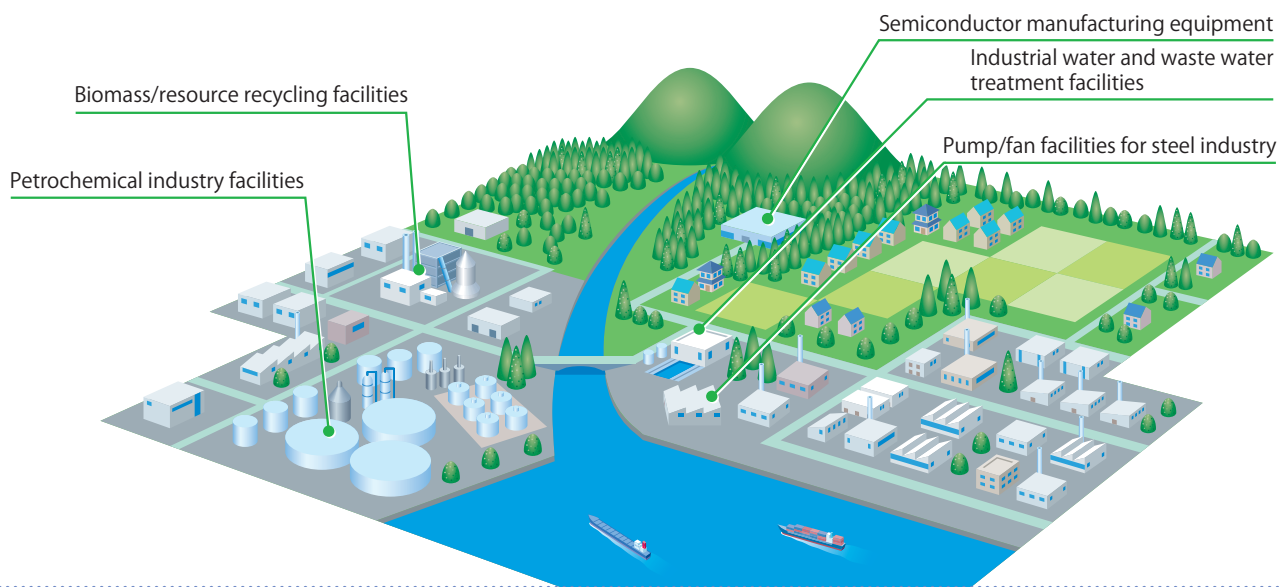 Semiconductor manufacturing equipment
Industrial water and waste water
treatment facilities
Biomass/resource recycling facilities
Pump/fan facilities for steel industry
Petrochemical industry facilities